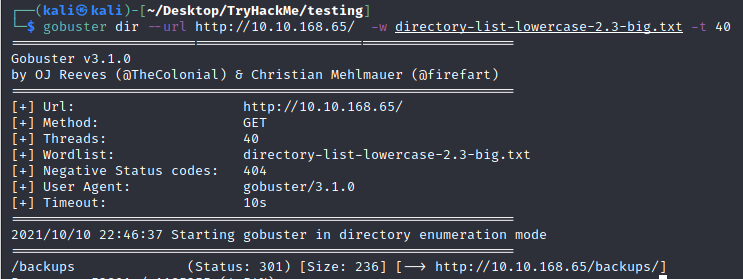 (kali㉿kali)-[~/Desktop/TryHackMe/testing]
$ gobuster dir --url http://10.10.168.65/ -w directory-list-lowercase-2.3-big.txt -t 40
Gobuster v3.1.0
by OJ Reeves (@TheColonial) & Christian Mehlmauer (@firefart)
[+] Url: http://10.10.168.65/
[+] Method: GET
[+] Threads: 40
[+] Wordlist: directory-list-lowercase-2.3-big.txt
[+] Negative Status codes: 404
[+] User Agent: gobuster/3.1.0
[+] Timeout: 10s
2021/10/10 22:46:37 Starting gobuster in directory enumeration mode
/backups (Status: 301) [Size: 236] [--> http://10.10.168.65/backups/]